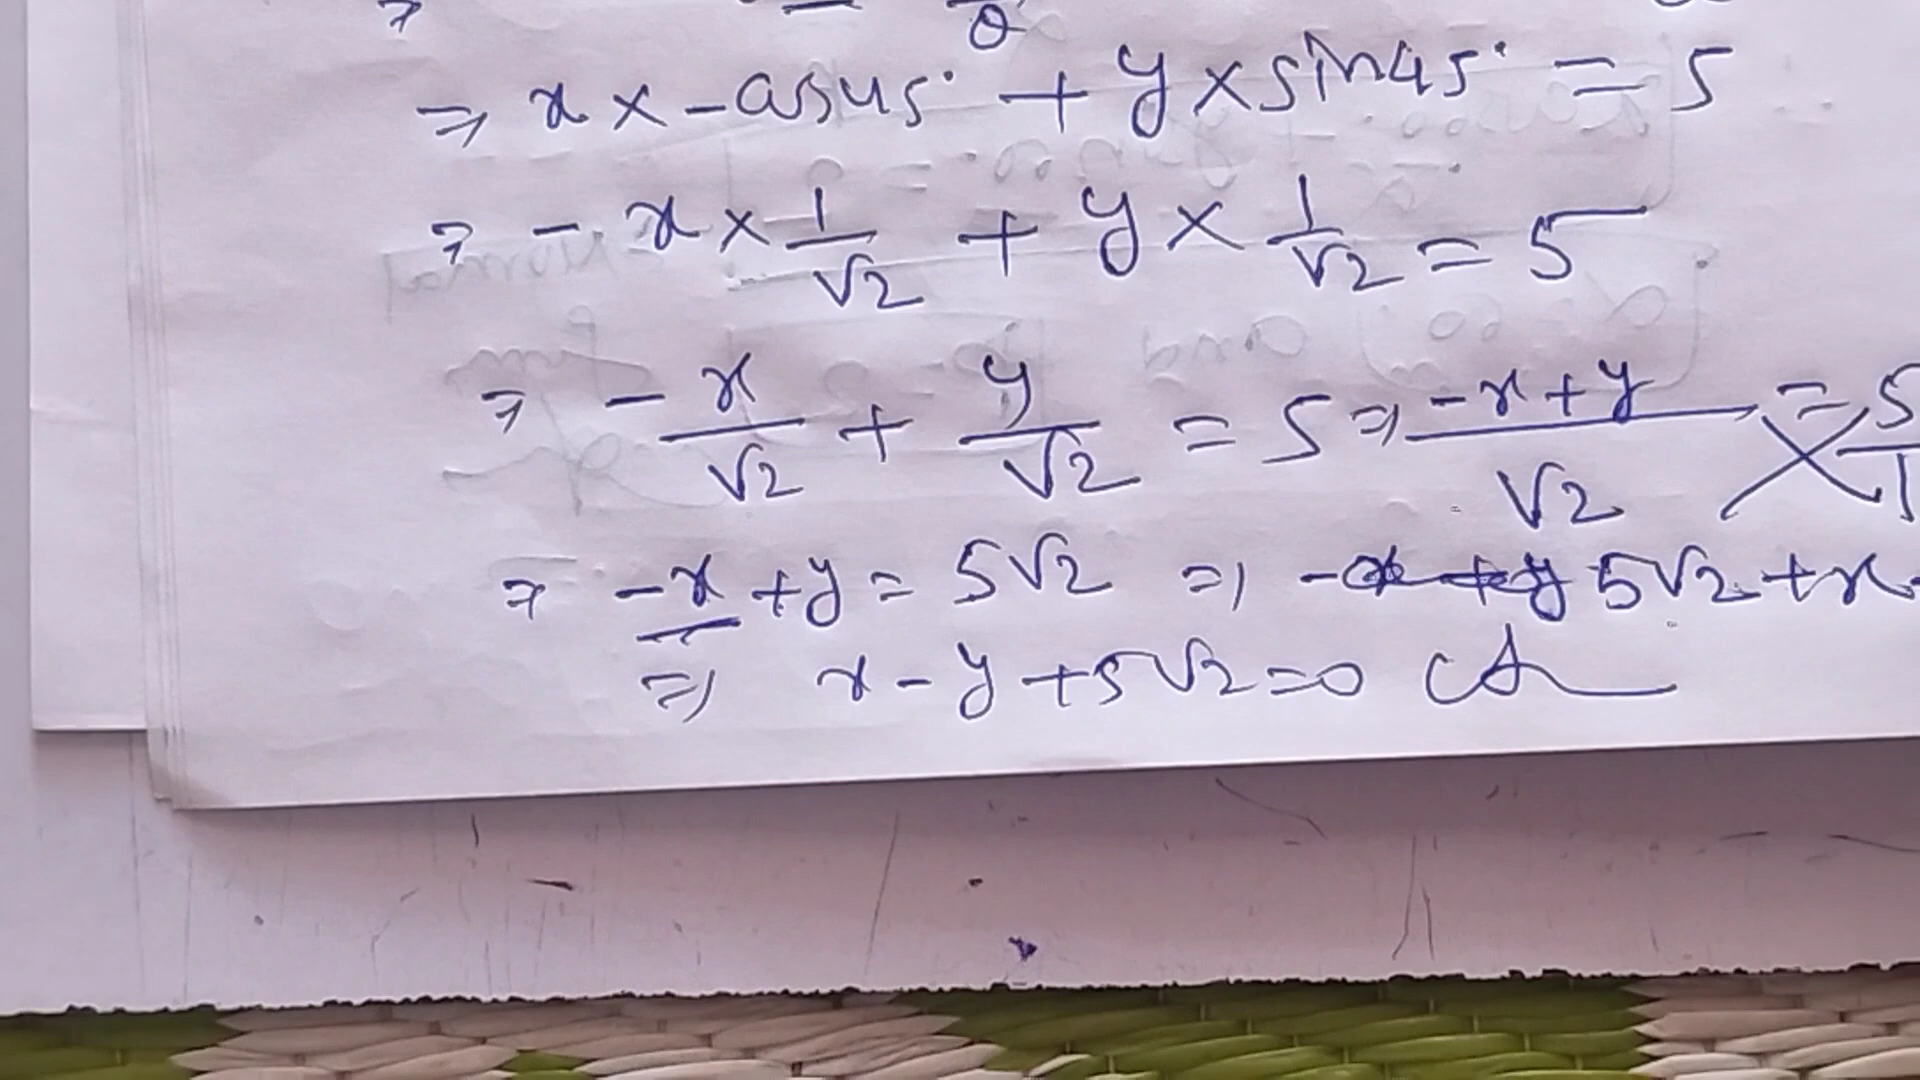 ⇒ x × -cos45° + y × sin45° = 5
⇒ - x × 1/√2 + y × 1/√2 = 5
⇒ - x/√2 + y/√2 = 5 ⇒ -x+y/√2 = 5/1
⇒ -x + y = 5√2 ⇒ 5√2 + x
⇒ x - y + 5√2 = 0